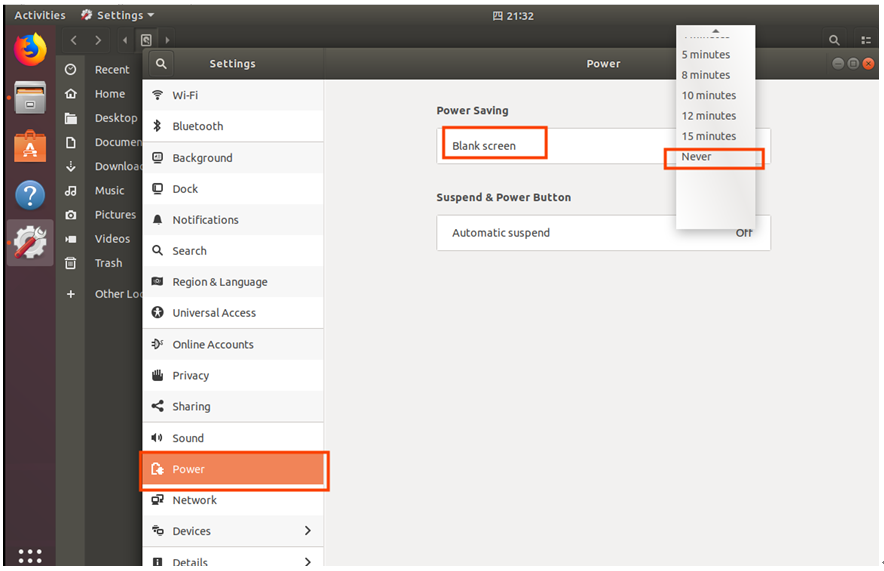 Activities
Settings
四 21:32
Settings
Power
Recent
Home
Desktop
Documen
Downloa
Music
Pictures
Videos
Trash
Other Loc
Wi-Fi
Bluetooth
Background
Dock
Notifications
Search
Region & Language
Universal Access
Online Accounts
Privacy
Sharing
Sound
Power
Network
Devices
Details
Power Saving
Blank screen
Suspend & Power Button
Automatic suspend
Off
5 minutes
8 minutes
10 minutes
12 minutes
15 minutes
Never